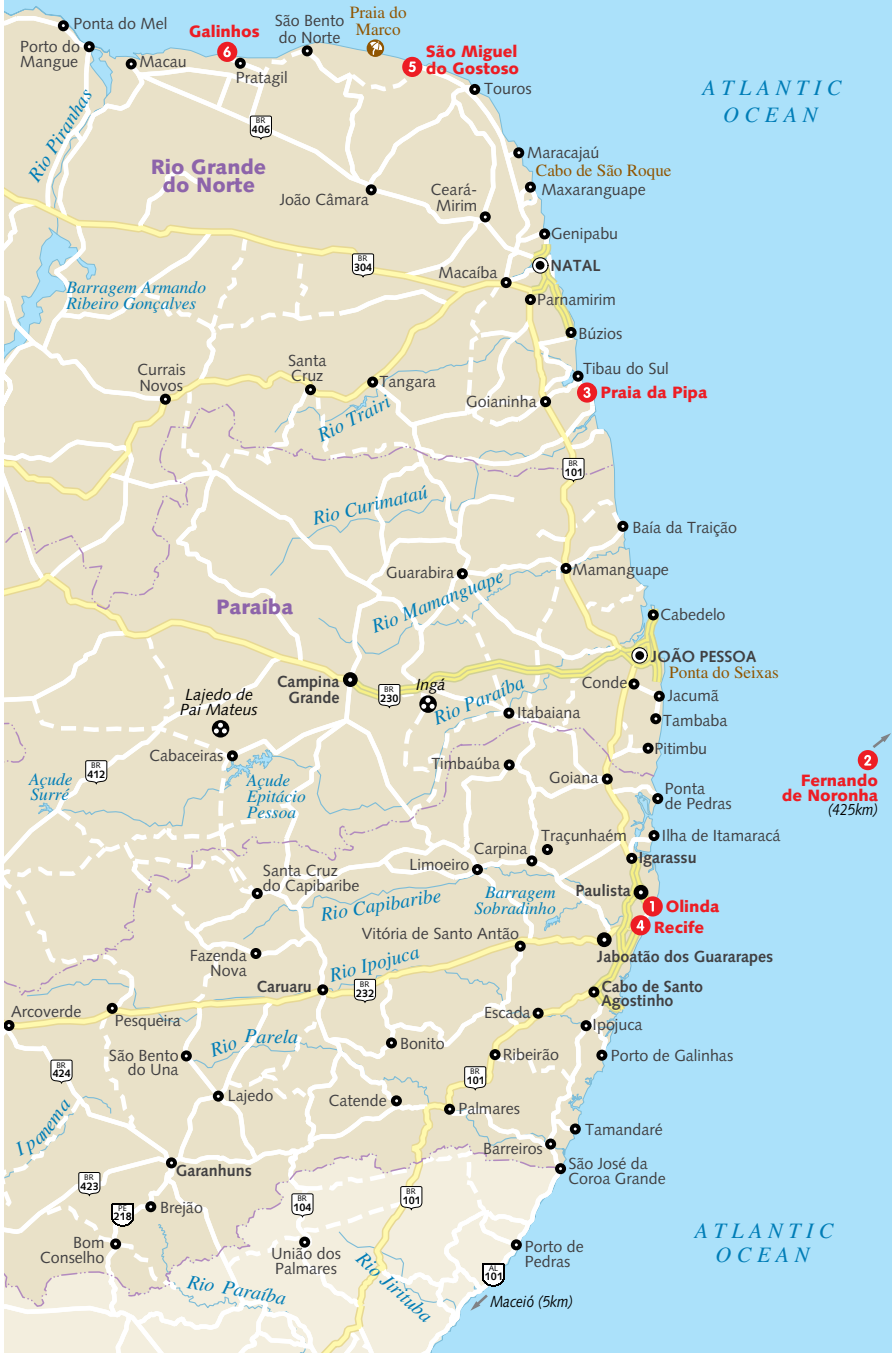 Ponta do Mel
Porto do
Mangue
Macau
Galinhos
6
Pratagil
São Bento
do Norte
Praia do
Marco
5
São Miguel
do Gostoso
Touros
ATLANTIC
OCEAN
Rio Piranhas
BR
406
Rio Grande
do Norte
João Câmara
Ceará-
Mirim
Maracajaú
Cabo de São Roque
Maxaranguape
Genipabu
NATAL
BR
304
Macaíba
Parnamirim
Barragem Armando
Ribeiro Gonçalves
Búzios
Currais
Novos
Santa
Cruz
Tangara
Tibau do Sul
3
Praia da Pipa
Goianinha
Rio Trairi
BR
101
Rio Curimataú
Baía da Traição
Guarabira
Mamanguape
Rio Mamanguape
Paraíba
Cabedelo
JOÃO PESSOA
Ponta do Seixas
Campina
Grande
BR
230
Ingá
Conde
Jacumã
Lajedo de
Pai Mateus
Rio Paraíba
Itabaiana
Tambaba
Pitimbu
Cabaceiras
BR
412
Açude
Surré
Açude
Epitácio
Pessoa
Timbaúba
Goiana
2
Fernando
de Noronha
(425km)
Ponta
de Pedras
Traçunhaém
Ilha de Itamaracá
Carpina
Limoeiro
Igarassu
Santa Cruz
do Capibaribe
Rio Capibaribe
Barragem
Sobradinho
Paulista
1
Olinda
4
Recife
Vitória de Santo Antão
Jaboatão dos Guararapes
Fazenda
Nova
Rio Ipojuca
Caruaru
BR
232
Cabo de Santo
Agostinho
Arcoverde
Pesqueira
Escada
Ipojuca
Rio Parela
Bonito
São Bento
do Una
Ribeirão
Porto de Galinhas
BR
424
BR
101
Lajedo
Catende
Palmares
Ipanema
Tamandaré
Barreiros
Garanhuns
São José da
Coroa Grande
BR
423
BR
104
BR
101
PE
218
Brejão
Bom
Conselho
União dos
Palmares
Porto de
Pedras
ATLANTIC
OCEAN
AL
101
Rio Paraíba
Rio Jirituba
Maceió (5km)